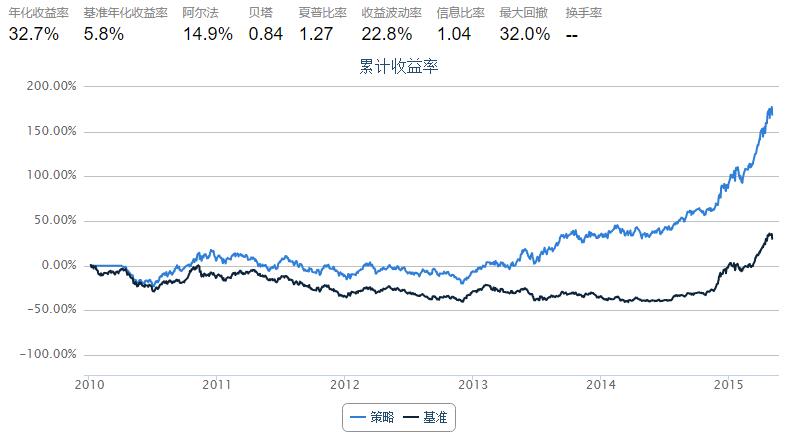 年化收益率 基准年化收益率 阿尔法 贝塔 夏普比率 收益波动率 信息比率 最大回撤 换手率
32.7% 5.8% 14.9% 0.84 1.27 22.8% 1.04 32.0% --
累计收益率
200.00%
150.00%
100.00%
50.00%
0.00%
-50.00%
-100.00%
2010 2011 2012 2013 2014 2015
策略 基准